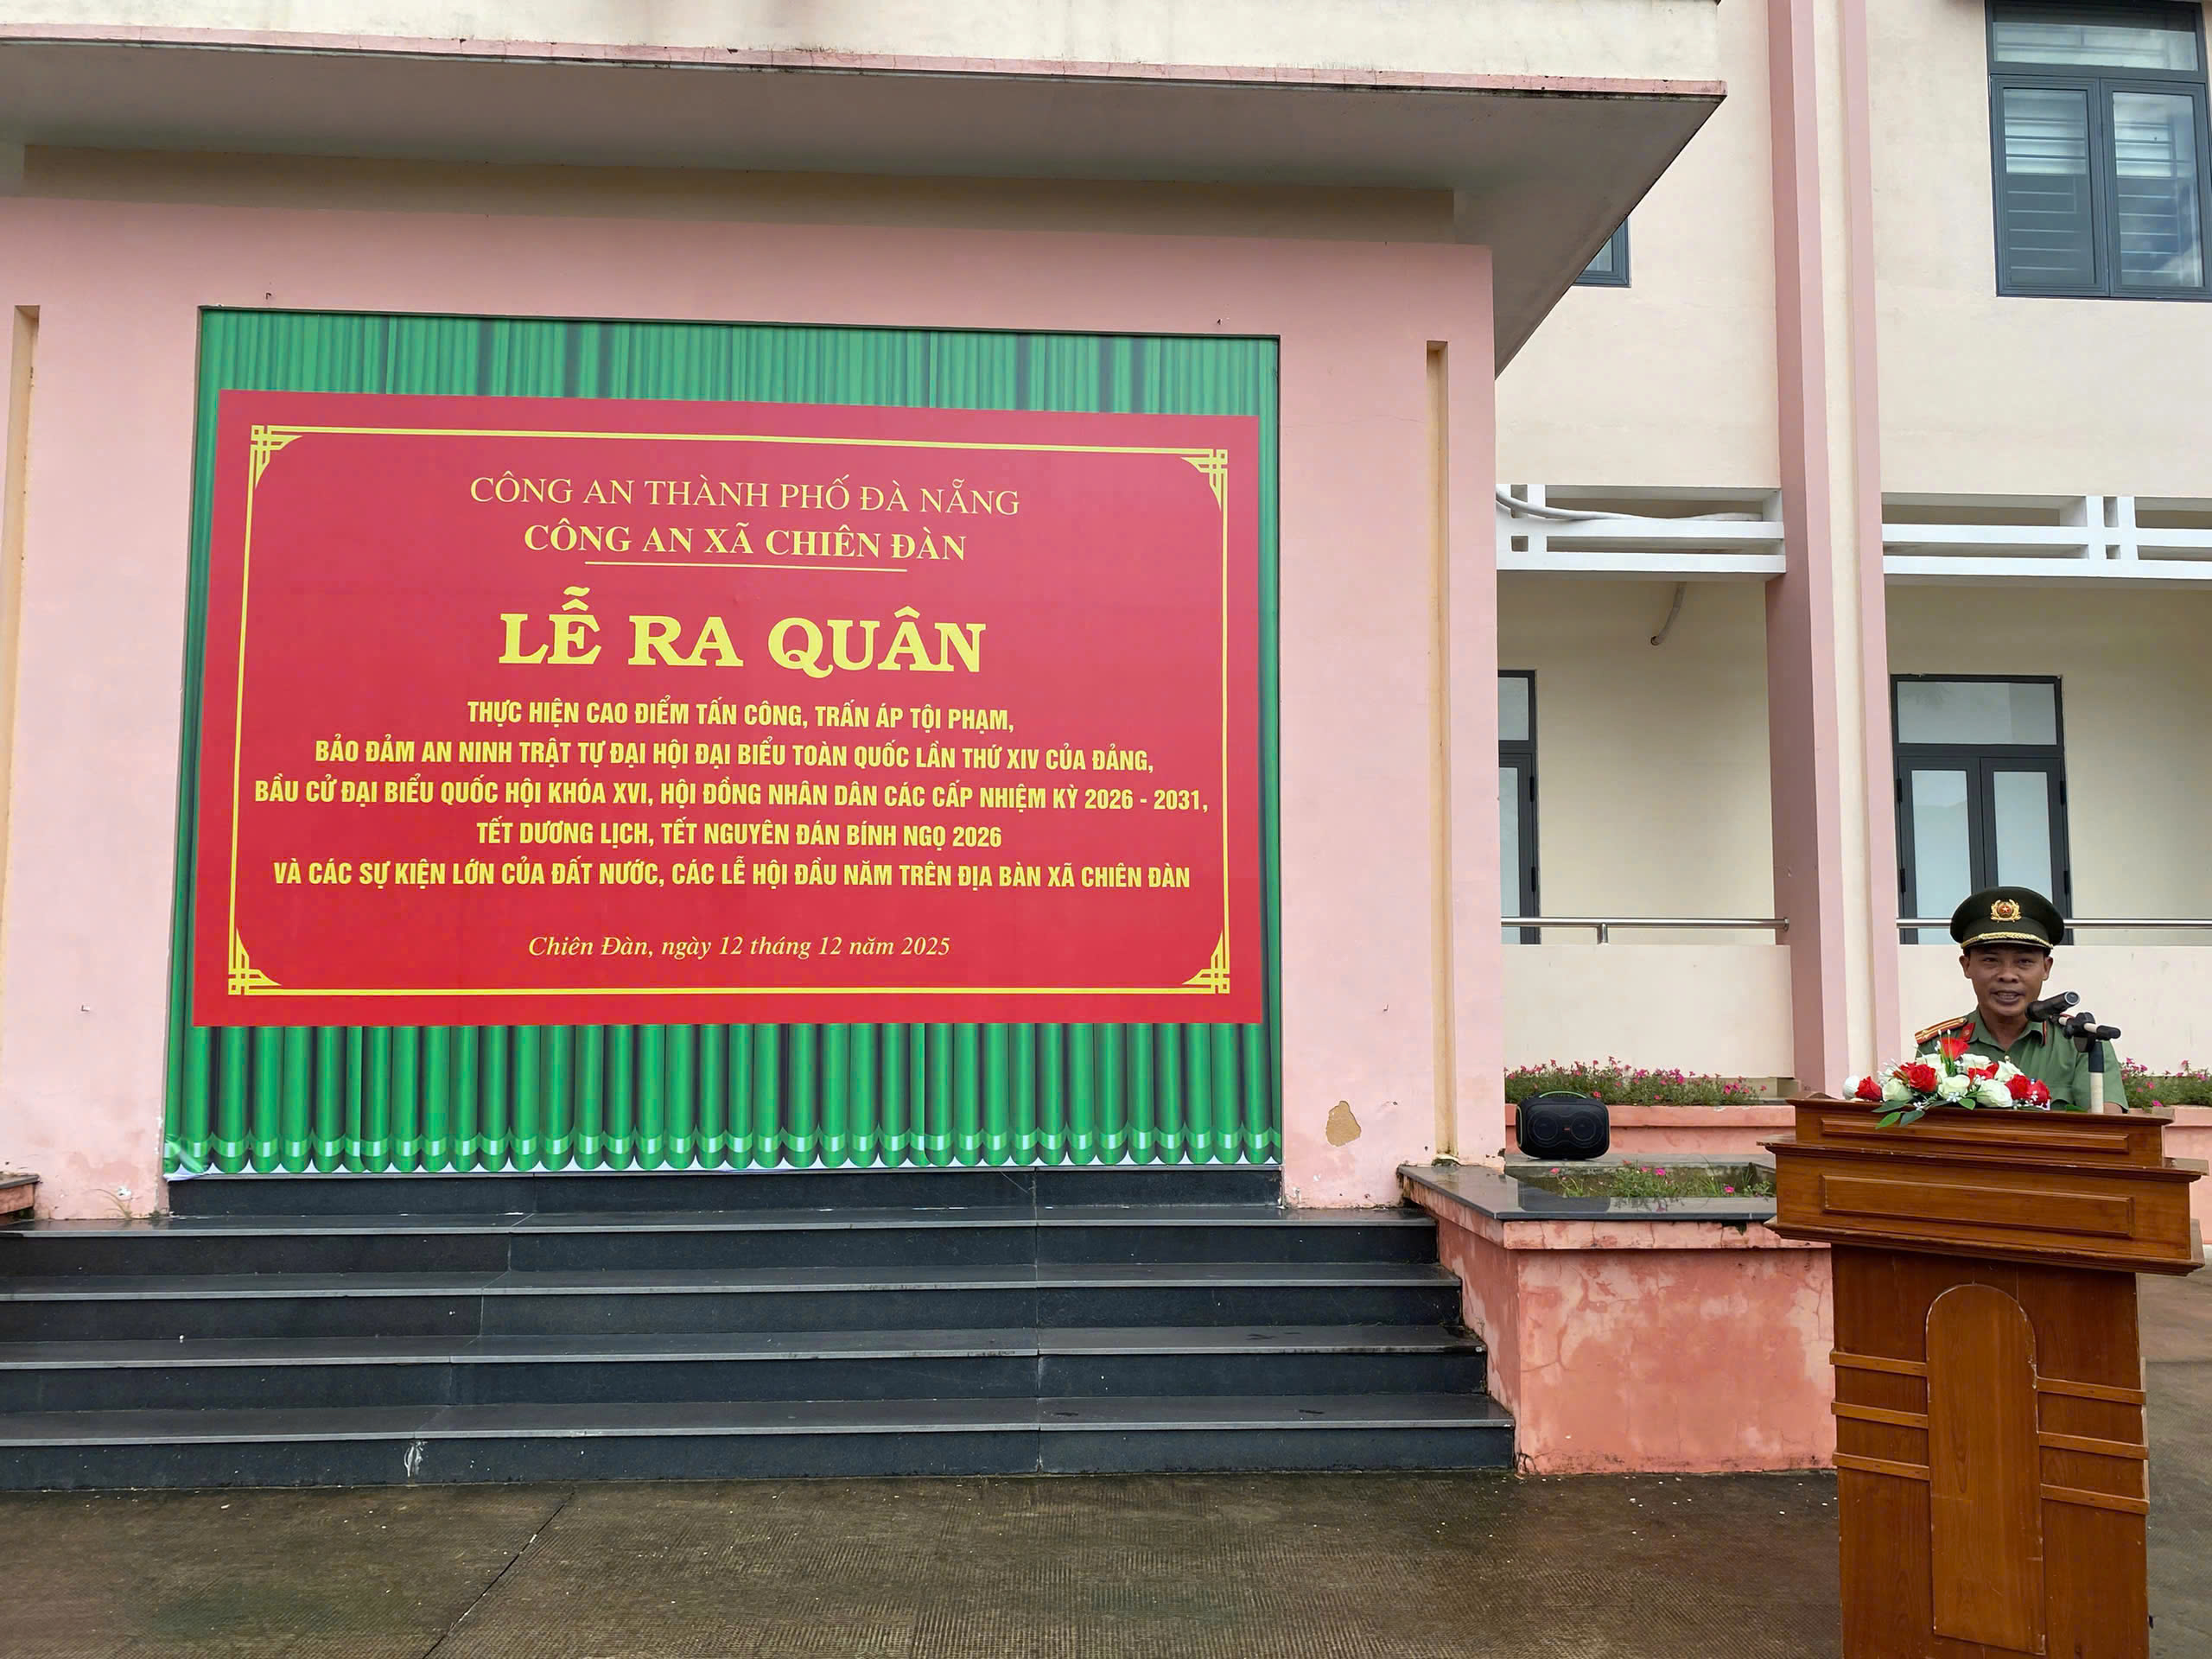 CÔNG AN THÀNH PHỐ ĐÀ NẴNG
CÔNG AN XÃ CHIÊN ĐÀN
LỄ RA QUÂN
THỰC HIỆN CAO ĐIỂM TẤN CÔNG, TRẤN ÁP TỘI PHẠM,
BẢO ĐẢM AN NINH TRẬT TỰ ĐẠI HỘI ĐẠI BIỂU TOÀN QUỐC LẦN THỨ XIV CỦA ĐẢNG,
BẦU CỬ ĐẠI BIỂU QUỐC HỘI KHÓA XVI, HỘI ĐỒNG NHÂN DÂN CÁC CẤP NHIỆM KỲ 2026 - 2031,
TẾT DƯƠNG LỊCH, TẾT NGUYÊN ĐÁN BÍNH NGỌ 2026
VÀ CÁC SỰ KIỆN LỚN CỦA ĐẤT NƯỚC, CÁC LỄ HỘI ĐẦU NĂM TRÊN ĐỊA BÀN XÃ CHIÊN ĐÀN
Chiên Đàn, ngày 12 tháng 12 năm 2025